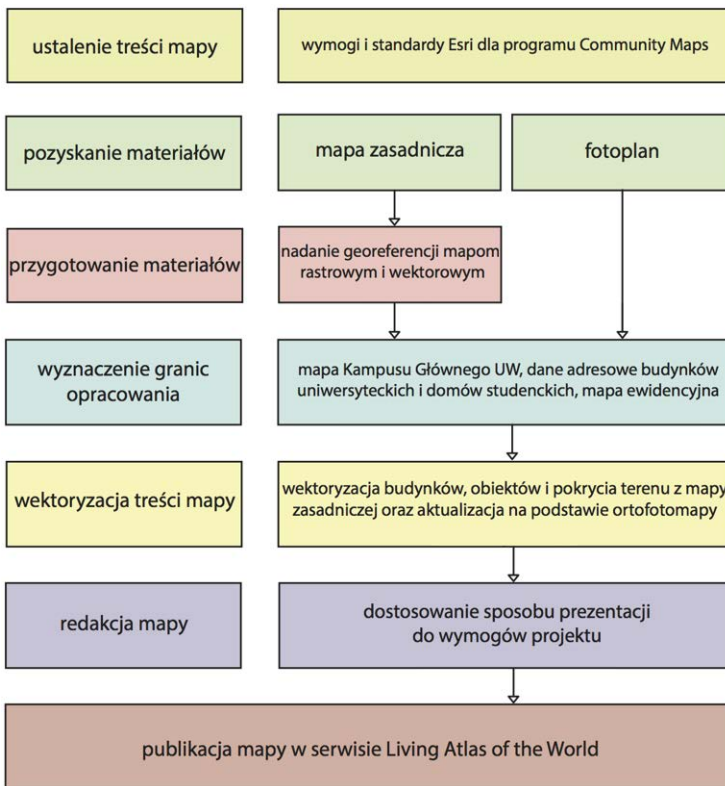 ustalenie treści mapy
wymogi i standardy Esri dla programu Community Maps
pozyskanie materiałów
mapa zasadnicza
fotoplan
przygotowanie materiałów
nadanie georeferencji mapom
rastrowym i wektorowym
wyznaczenie granic
opracowania
mapa Kampusu Głównego UW, dane adresowe budynków
uniwersyteckich i domów studenckich, mapa ewidencyjna
wektoryzacja treści mapy
wektoryzacja budynków, obiektów i pokrycia terenu z mapy
zasadniczej oraz aktualizacja na podstawie ortofotomapy
redakcja mapy
dostosowanie sposobu prezentacji
do wymogów projektu
publikacja mapy w serwisie Living Atlas of the World